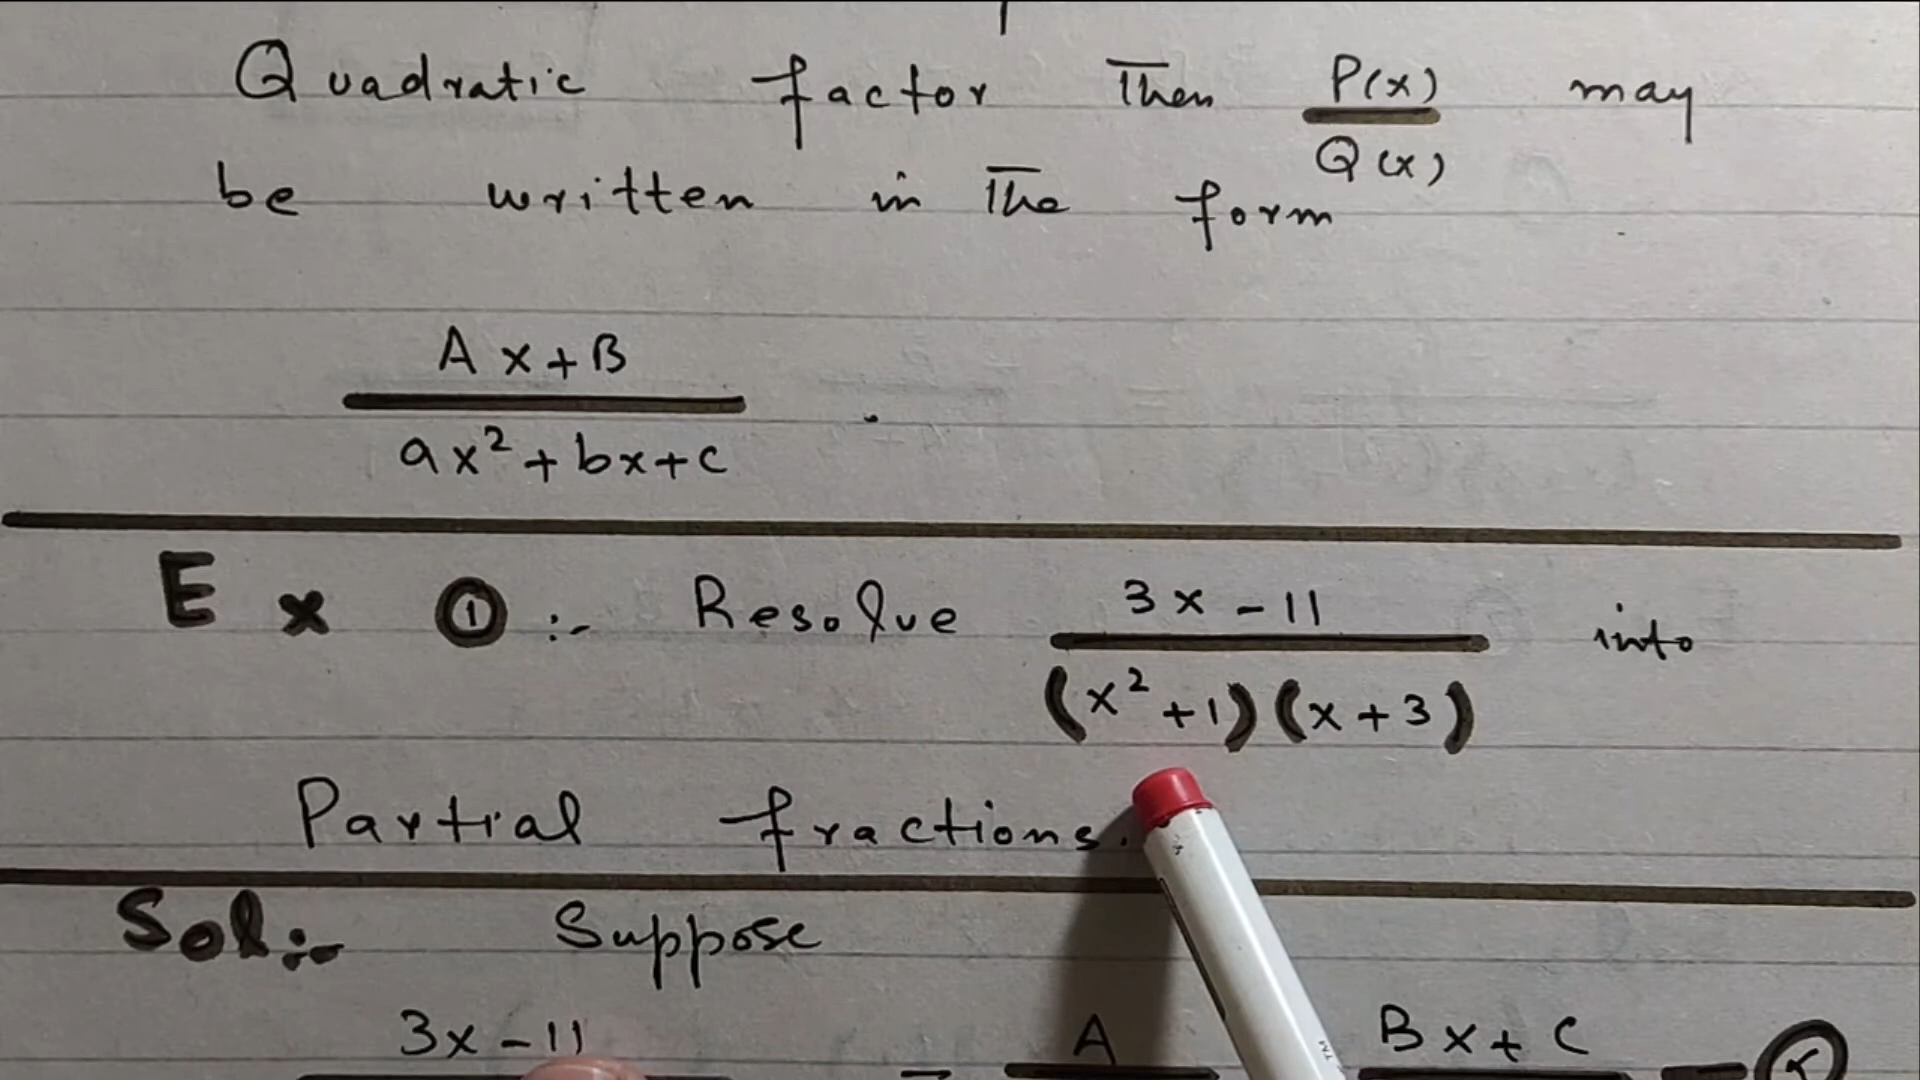 Quadratic factor Then P(x)/Q(x) may
be written in The form
Ax+B
ax²+bx+c
Ex ①:- Resolve 3x-11 / (x²+1)(x+3) into
Partial fractions.
Sol:- Suppose
3x-11 = A Bx+C